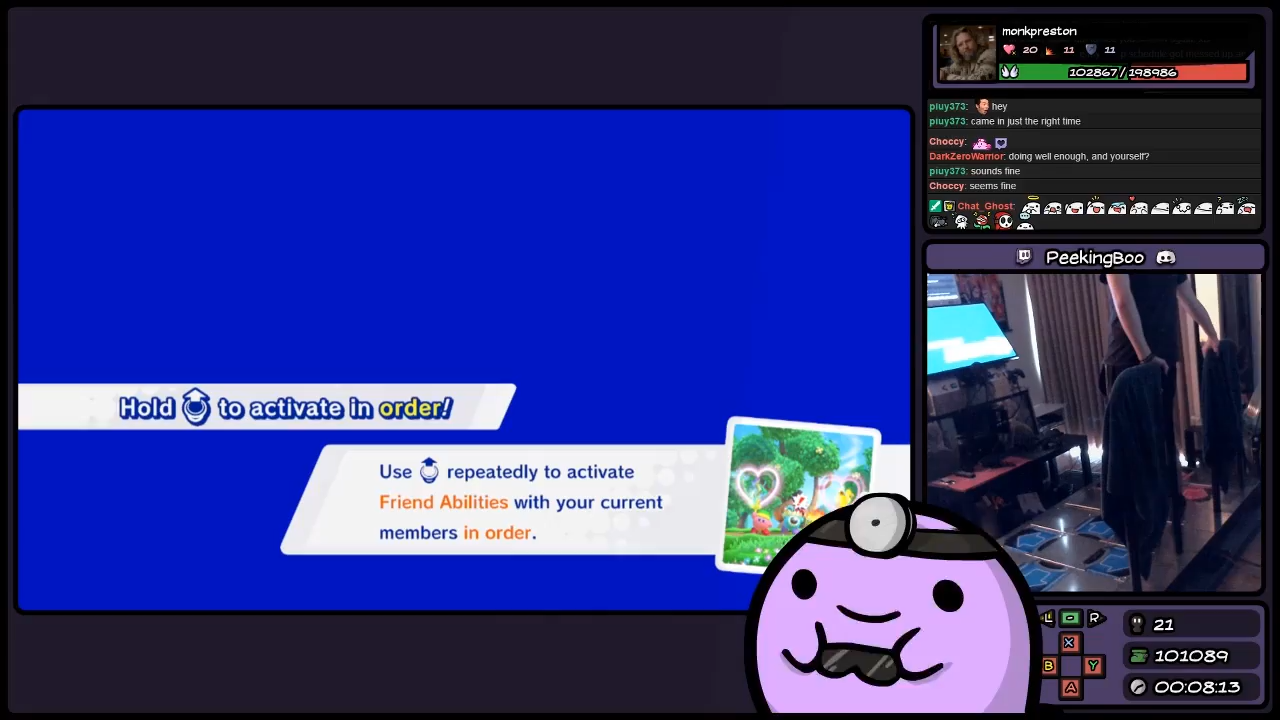 monkpreston
20 11 11
102867/198986
piuy373: hey
piuy373: came in just the right time
Choccy:
DarkZeroWarrior: doing well enough, and yourself?
piuy373: sounds fine
Choccy: seems fine
Chat_Ghost:
PeekingBoo
Hold to activate in order!
Use repeatedly to activate
Friend Abilities with your current
members in order.
L R
X
B Y
A
21
101089
00:08:13